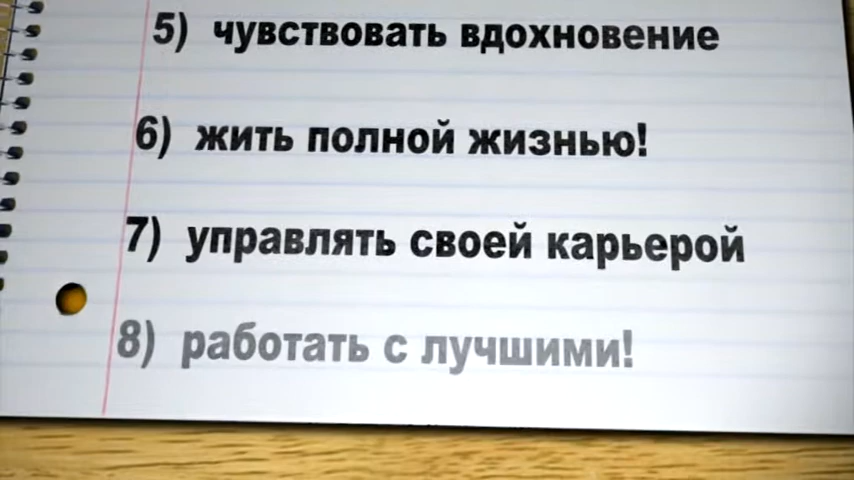 5) чувствовать вдохновение
6) жить полной жизнью!
7) управлять своей карьерой
8) работать с лучшими!